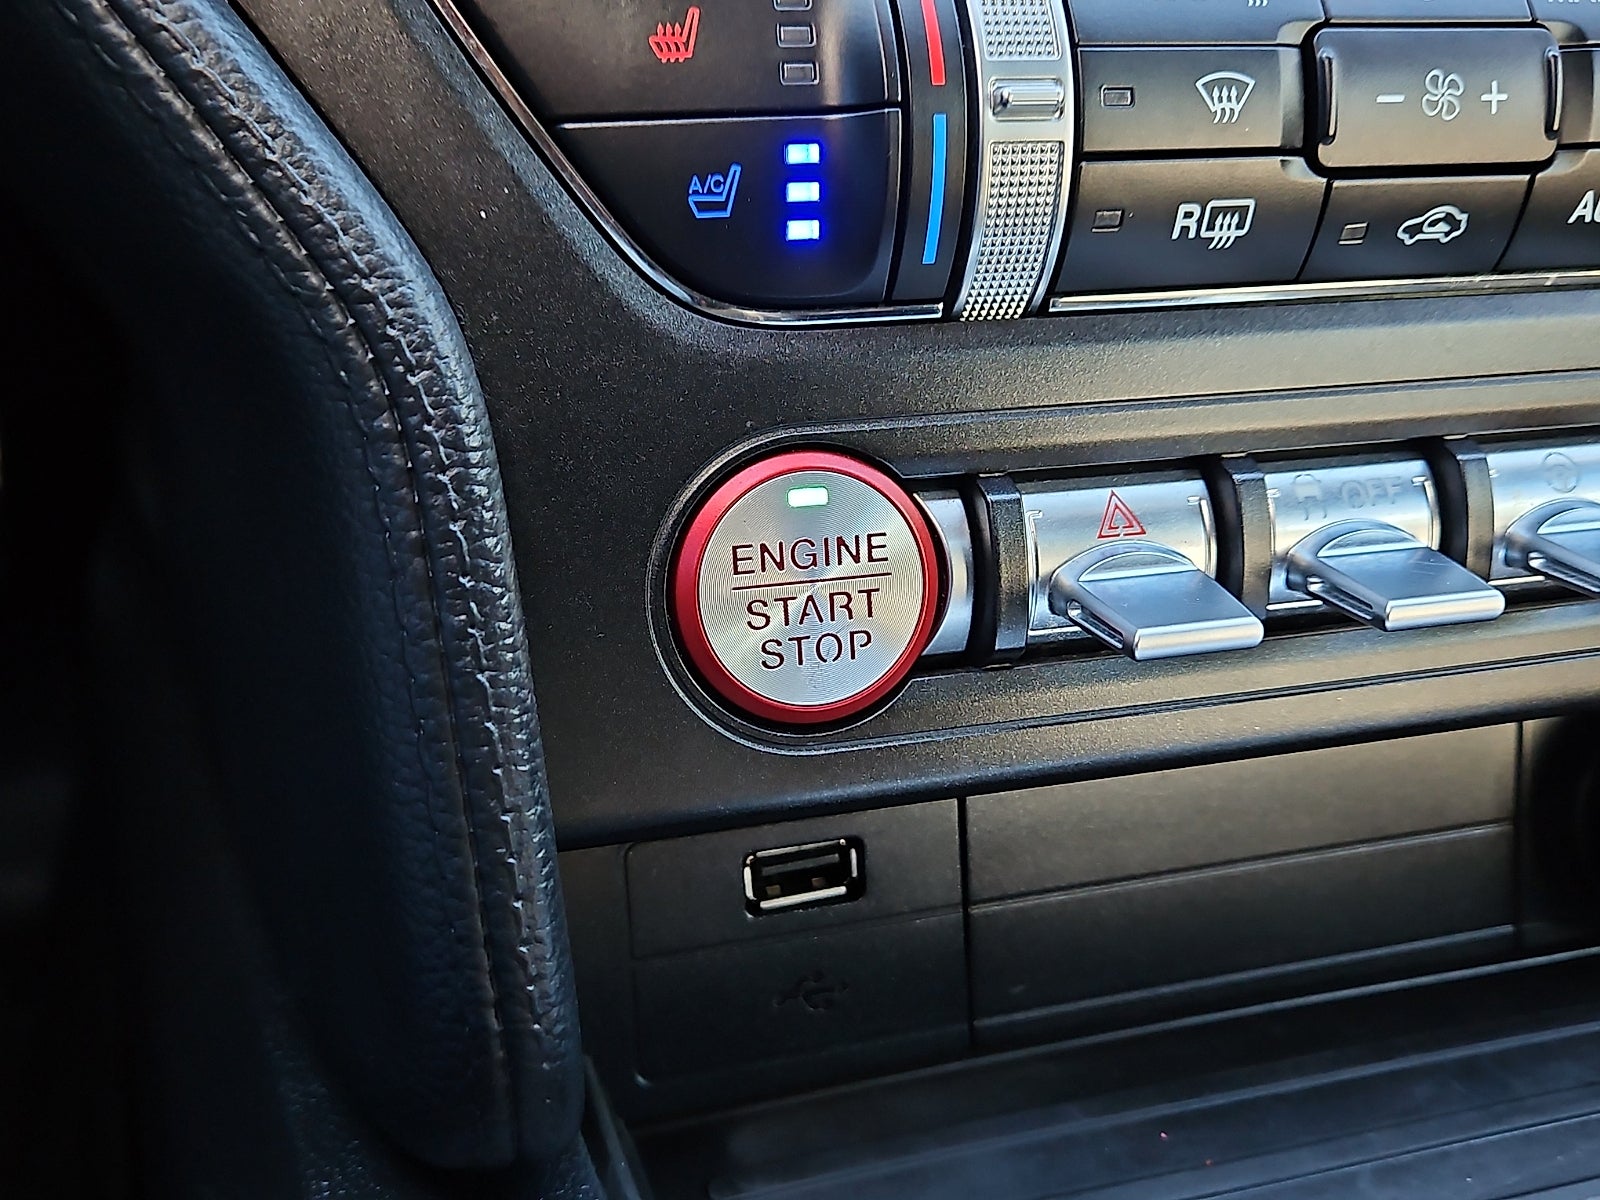 A/C
R
ENGINE
START
STOP
OFF